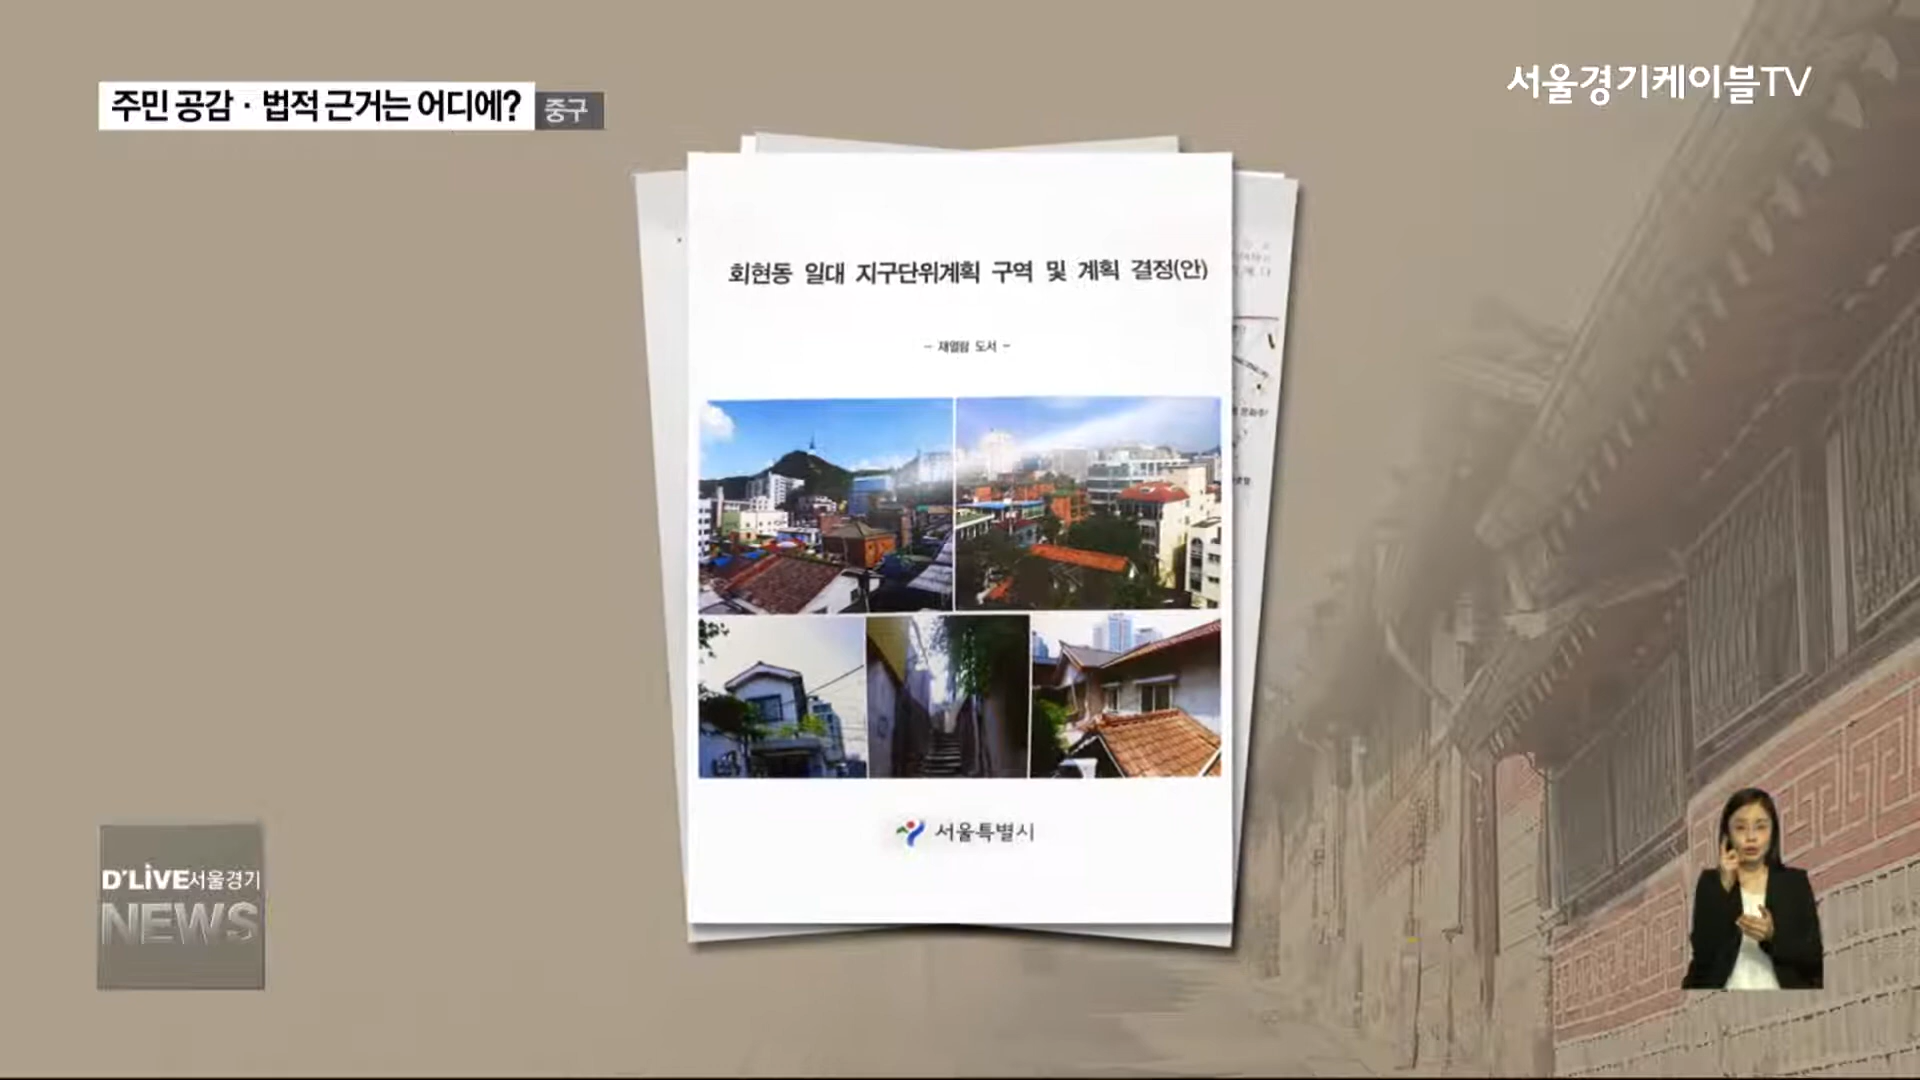 주민 공감 · 법적 근거는 어디에? 중구
서울경기케이블TV
회현동 일대 지구단위계획 구역 및 계획 결정(안)
- 재열람 도서 -
서울특별시
D'LIVE서울경기
NEWS